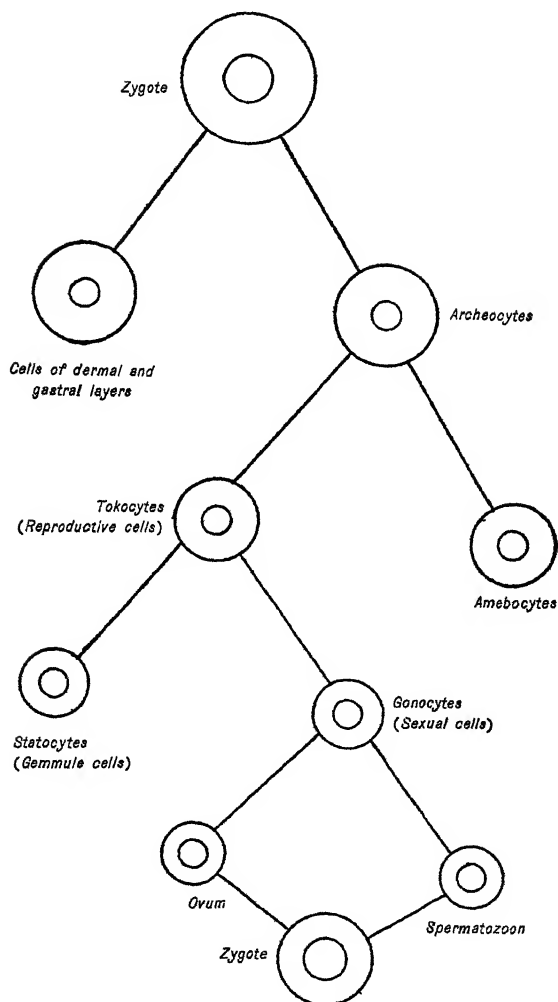 Zygote
Archeocytes
Cells of dermal and
gastral layers
Tokocytes
(Reproductive cells)
Amebocytes
Gonocytes
(Sexual cells)
Statocytes
(Gemmule cells)
Ovum
Spermatozoon
Zygote